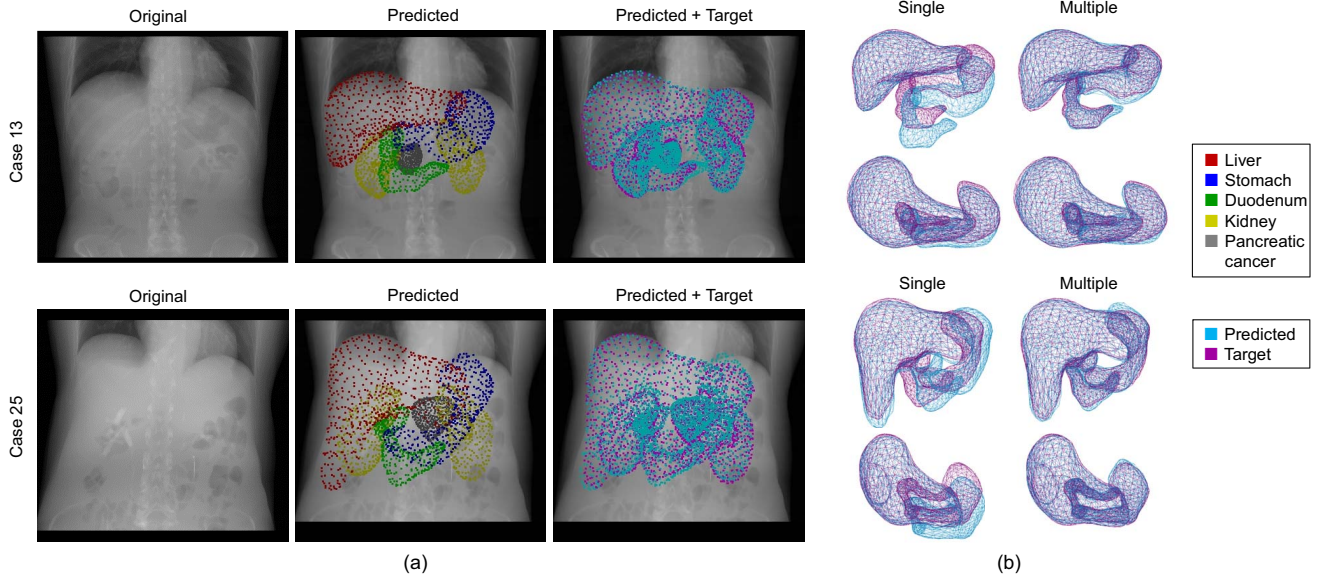 Original
Predicted
Predicted + Target
Single
Multiple
Case 13
Liver
Stomach
Duodenum
Kidney
Pancreatic
cancer
Original
Predicted
Predicted + Target
Single
Multiple
Case 25
Predicted
Target
(a)
(b)